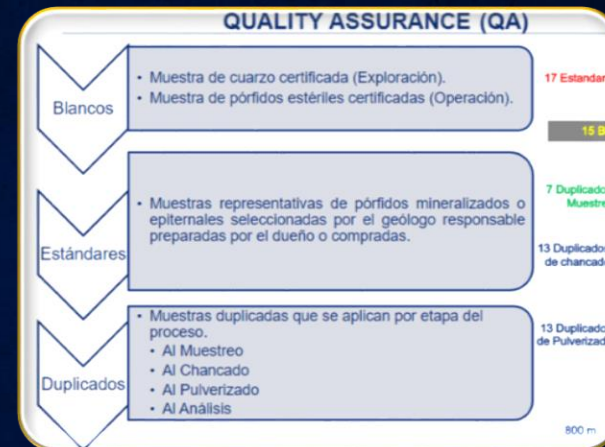 QUALITY ASSURANCE (QA)
Blancos
• Muestra de cuarzo certificada (Exploración).
• Muestra de pórfidos estériles certificadas (Operación).
Estándares
• Muestras representativas de pórfidos mineralizados o
epiternales seleccionadas por el geólogo responsable
preparadas por el dueño o compradas.
Duplicados
• Muestras duplicadas que se aplican por etapa del
proceso.
• Al Muestreo
• Al Chancado
• Al Pulverizado
• Al Análisis
17 Estandar
15 B
7 Duplicado
Muestre
13 Duplicado
de chancad
13 Duplicado
de Pulverizad
800 m